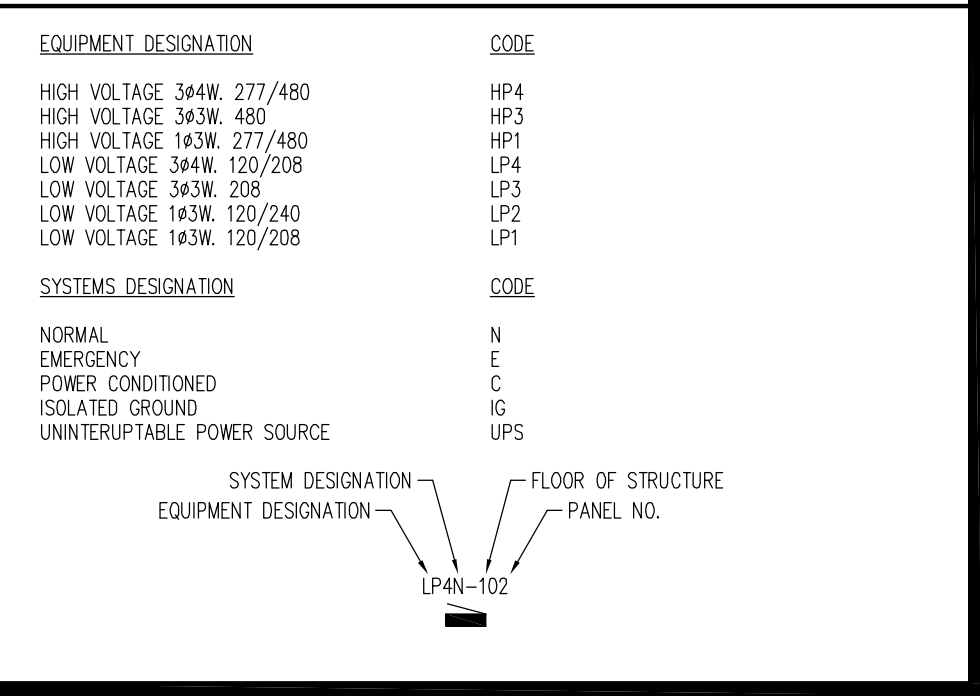 EQUIPMENT DESIGNATION CODE
HIGH VOLTAGE 3ø4W. 277/480 HP4
HIGH VOLTAGE 3ø3W. 480 HP3
HIGH VOLTAGE 1ø3W. 277/480 HP1
LOW VOLTAGE 3ø4W. 120/208 LP4
LOW VOLTAGE 3ø3W. 208 LP3
LOW VOLTAGE 1ø3W. 120/240 LP2
LOW VOLTAGE 1ø3W. 120/208 LP1
SYSTEMS DESIGNATION CODE
NORMAL N
EMERGENCY E
POWER CONDITIONED C
ISOLATED GROUND IG
UNINTERUPTABLE POWER SOURCE UPS
SYSTEM DESIGNATION FLOOR OF STRUCTURE
EQUIPMENT DESIGNATION PANEL NO.
LP4N-102